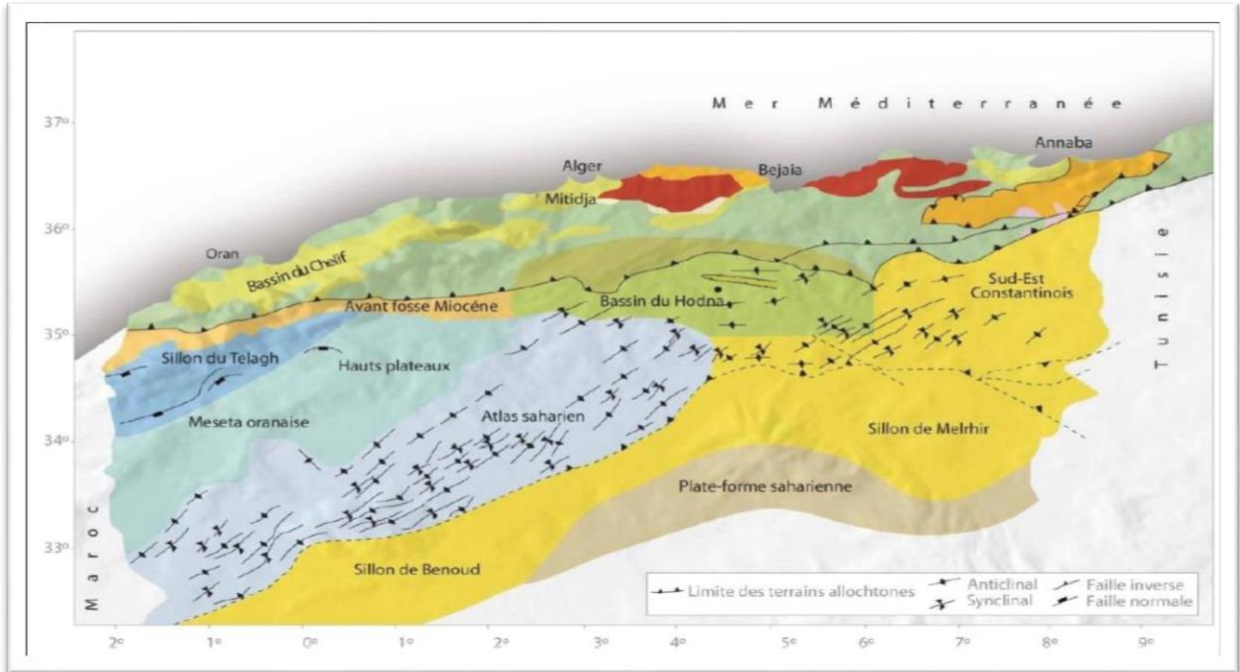 Mer Méditerranée
37°
Annaba
Alger
Bejaia
Mitidja
36°
Oran
Bassin du Chelif
Sud-Est
Constantinois
Avant fosse Miocéne
Bassin du Hodna
Tunisie
35°
Sillon du Telagh
Hauts plateaux
Meseta oranaise
Atlas saharien
34°
Sillon de Melrhir
Plate-forme saharienne
Maroc
33°
Sillon de Benoud
Limite des terrains allochtones
Anticlinal
Synclinal
Faille inverse
Faille normale
2° 1° 0° 1° 2° 3° 4° 5° 6° 7° 8° 9°